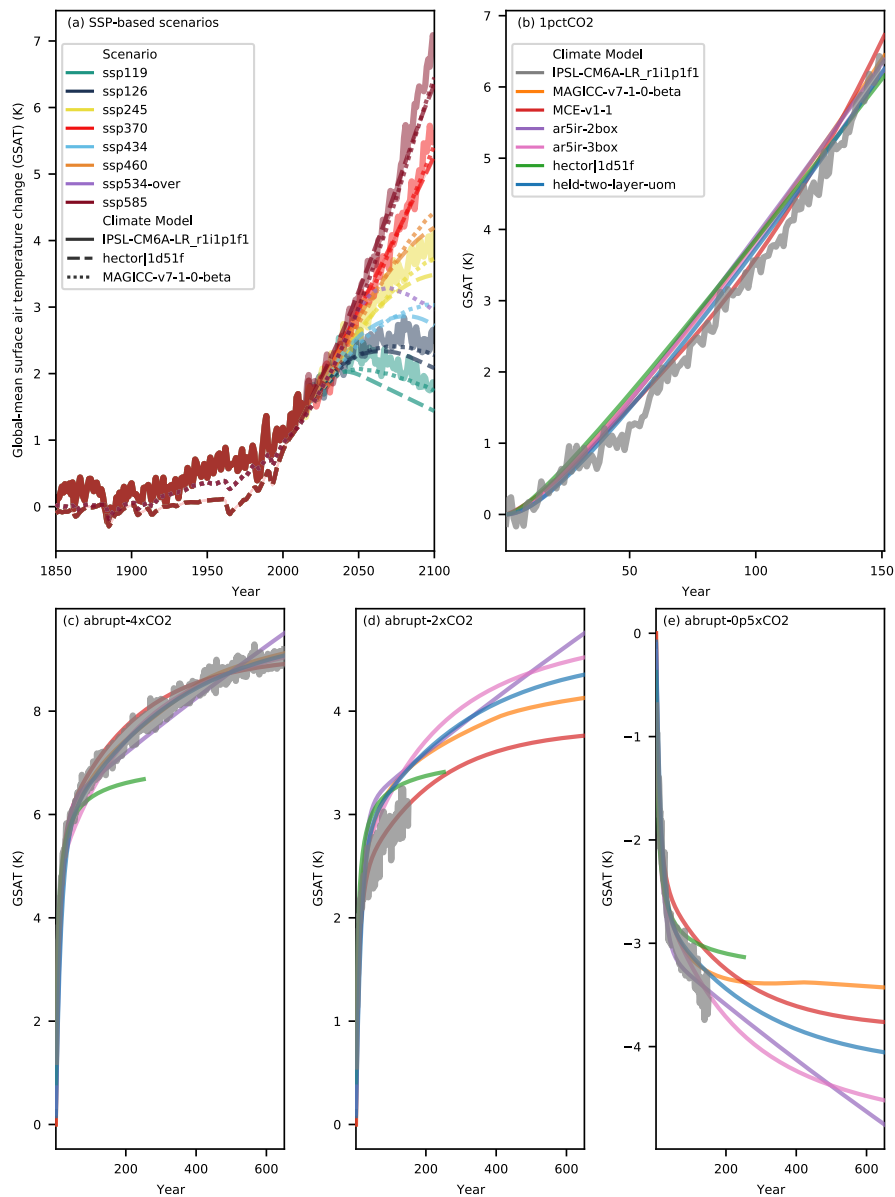 (a) SSP-based scenarios
Global-mean surface air temperature change (GSAT) (K)
7
6
5
4
3
2
1
0
Scenario
ssp119
ssp126
ssp245
ssp370
ssp434
ssp460
ssp534-over
ssp585
Climate Model
IPSL-CM6A-LR_r1i1p1f1
hector|1d51f
MAGICC-v7-1-0-beta
1850
1900
1950
2000
2050
2100
Year
(b) 1pctCO2
GSAT (K)
7
6
5
4
3
2
1
0
Climate Model
IPSL-CM6A-LR_r1i1p1f1
MAGICC-v7-1-0-beta
MCE-v1-1
ar5ir-2box
ar5ir-3box
hector|1d51f
held-two-layer-uom
50
100
150
Year
(c) abrupt-4xCO2
GSAT (K)
8
6
4
2
0
200
400
600
Year
(d) abrupt-2xCO2
GSAT (K)
4
3
2
1
0
200
400
600
Year
(e) abrupt-0p5xCO2
GSAT (K)
0
−1
−2
−3
−4
200
400
600
Year